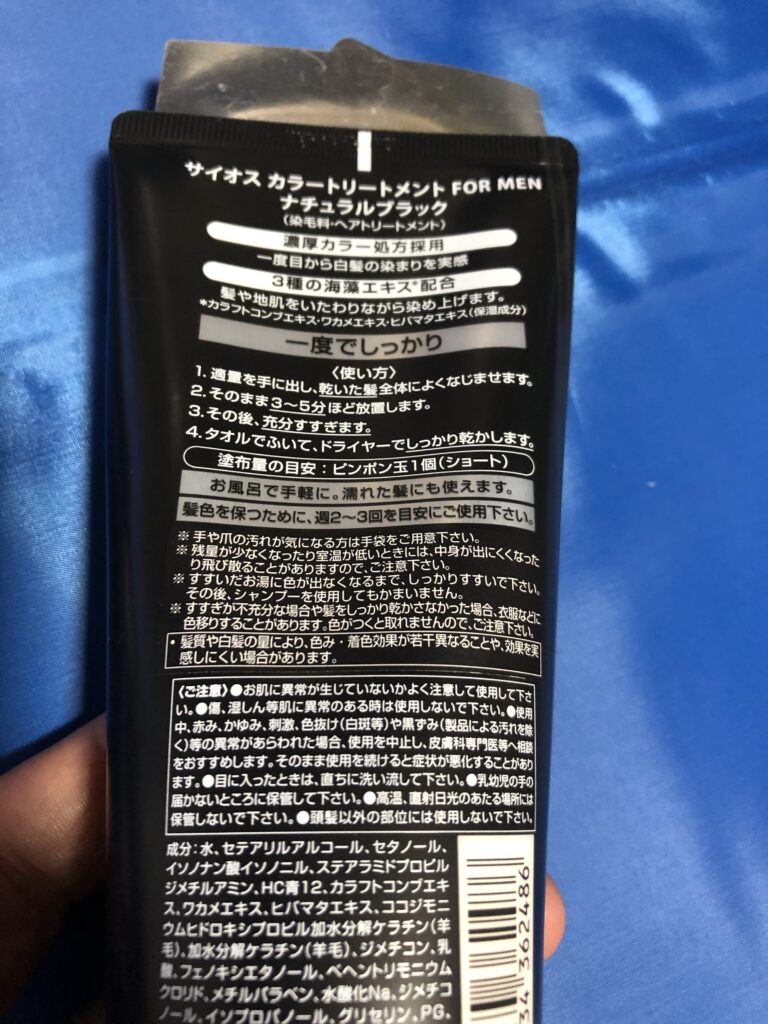 サイオス カラートリートメント FOR MEN
ナチュラルブラック
(染毛料・ヘアトリートメント)
濃厚カラー処方採用
一度目から白髪の染まりを実感
3種の海藻エキス*配合
髪や地肌をいたわりながら染め上げます。
*カラフトコンブエキス・ワカメエキス・ヒバマタエキス(保湿成分)
一度でしっかり
〈使い方〉
1. 適量を手に出し、乾いた髪全体によくなじませます。
2. そのまま3〜5分ほど放置します。
3. その後、充分すすぎます。
4. タオルでふいて、ドライヤーでしっかり乾かします。
塗布量の目安：ピンポン玉1個(ショート)
お風呂で手軽に。濡れた髪にも使えます。
髪色を保つために、週2〜3回を目安にご使用下さい。
※ 手や爪の汚れが気になる方は手袋をご用意下さい。
※ 残量が少なくなったり室温が低いときには、中身が出にくくなった
り飛び散ることがありますので、ご注意下さい。
※ すすいだお湯に色が出なくなるまで、しっかりすすいで下さい。
その後、シャンプーを使用してもかまいません。
※ すすぎが不充分な場合や髪をしっかり乾かさなかった場合、衣服などに
色移りすることがあります。色がつくと取れませんので、ご注意下さい。
・ 髪質や白髪の量により、色み・着色効果が若干異なることや、効果を実
感しにくい場合があります。
〈ご注意〉●お肌に異常が生じていないかよく注意して使用して下さ
い。●傷、湿しん等肌に異常のある時は使用しないで下さい。●使用
中、赤み、かゆみ、刺激、色抜け(白斑等)や黒ずみ(製品による汚れを除
く)等の異常があらわれた場合、使用を中止し、皮膚科専門医等へ相談
をおすすめします。そのまま使用を続けると症状が悪化することがあり
ます。●目に入ったときは、直ちに洗い流して下さい。●乳幼児の手の
届かないところに保管して下さい。●高温、直射日光のあたる場所には
保管しないで下さい。●頭髪以外の部位には使用しないで下さい。
成分：水、セテアリルアルコール、セタノール、
イソノナン酸イソノニル、ステアラミドプロピル
ジメチルアミン、HC青12、カラフトコンブエキ
ス、ワカメエキス、ヒバマタエキス、ココジモニ
ウムヒドロキシプロピル加水分解ケラチン(羊
毛)、加水分解ケラチン(羊毛)、ジメチコン、乳
酸、フェノキシエタノール、ベヘントリモニウム
クロリド、メチルパラベン、水酸化Na、ジメチコ
ノール、イソプロパノール、グリセリン、PG、
34 362486